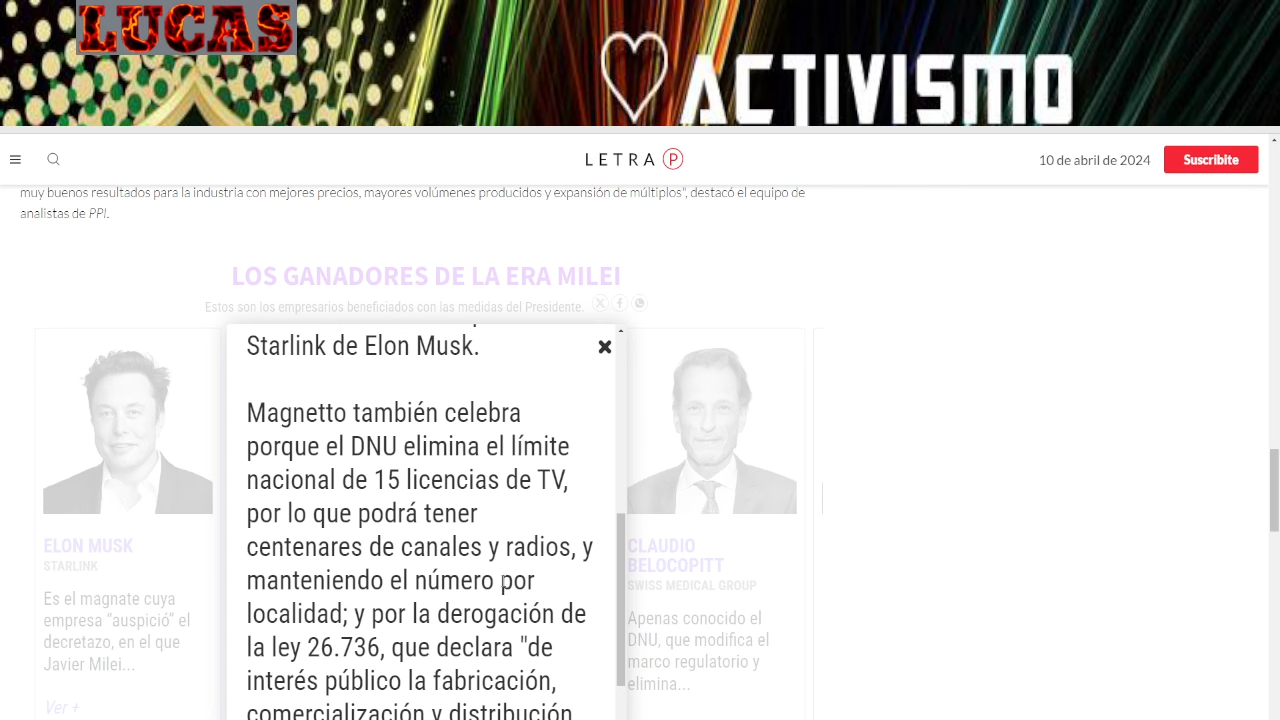 LUCAS
ACTIVISMO
LETRA P
10 de abril de 2024
Suscribite
muy buenos resultados para la industria con mejores precios, mayores volúmenes producidos y expansión de múltiplos", destacó el equipo de
analistas de PPI.
LOS GANADORES DE LA ERA MILEI
Estos son los empresarios beneficiados con las medidas del Presidente.
Starlink de Elon Musk.
Magnetto también celebra
porque el DNU elimina el límite
nacional de 15 licencias de TV,
por lo que podrá tener
centenares de canales y radios, y
manteniendo el número por
localidad; y por la derogación de
la ley 26.736, que declara "de
interés público la fabricación,
comercialización y distribución
ELON MUSK
STARLINK
Es el magnate cuya
empresa “auspició” el
decretazo, en el que
Javier Milei...
Ver +
CLAUDIO
BELOCOPITT
SWISS MEDICAL GROUP
Apenas conocido el
DNU, que modifica el
marco regulatorio y
elimina...